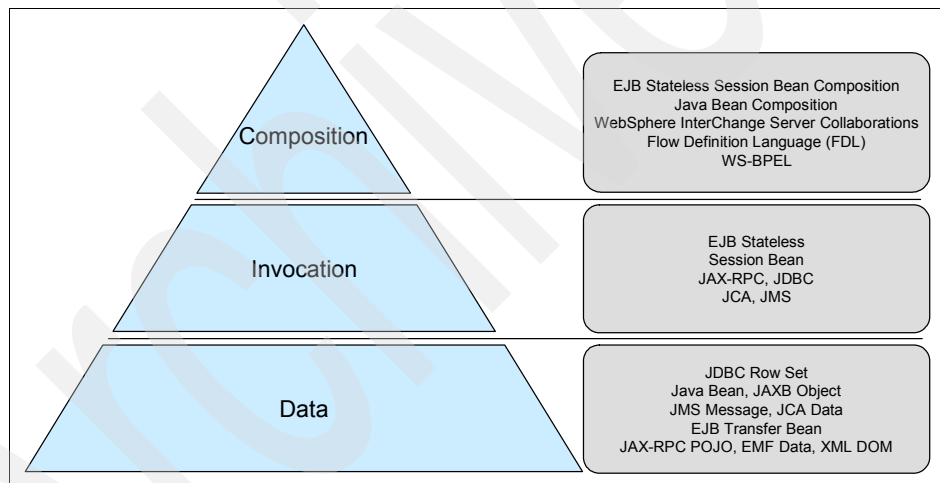 Composition
EJB Stateless Session Bean Composition
Java Bean Composition
WebSphere InterChange Server Collaborations
Flow Definition Language (FDL)
WS-BPEL
Invocation
EJB Stateless
Session Bean
JAX-RPC, JDBC
JCA, JMS
Data
JDBC Row Set
Java Bean, JAXB Object
JMS Message, JCA Data
EJB Transfer Bean
JAX-RPC POJO, EMF Data, XML DOM